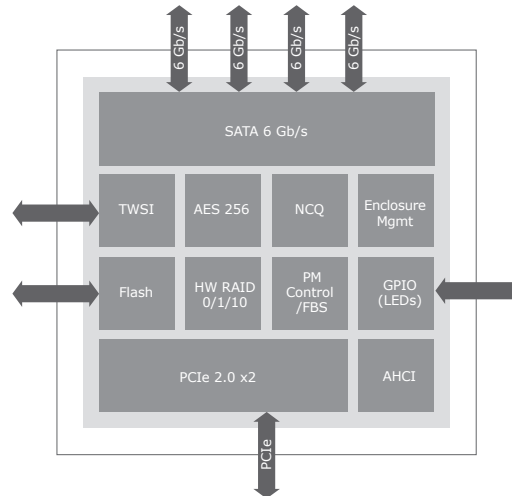 6 Gb/s
6 Gb/s
6 Gb/s
6 Gb/s
SATA 6 Gb/s
TWSI
AES 256
NCQ
Enclosure
Mgmt
Flash
HW RAID
0/1/10
PM
Control
/FBS
GPIO
(LEDs)
PCIe 2.0 x2
AHCI
PCIe